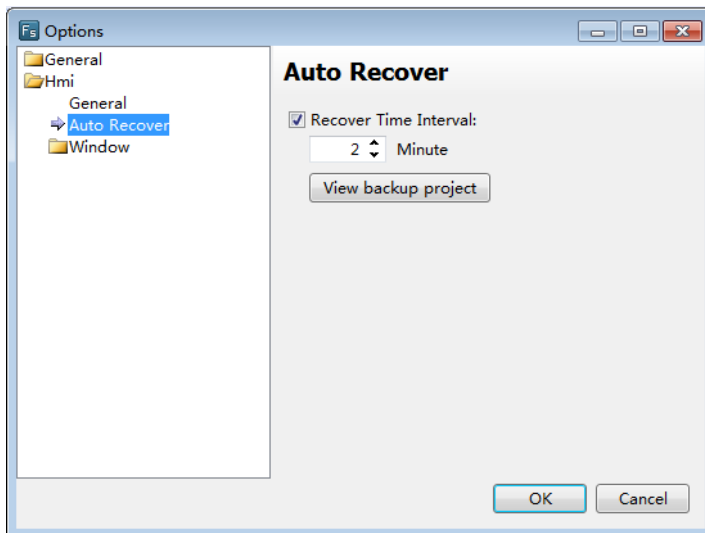 Fs Options
General
Hmi
General
Auto Recover
Window
Auto Recover
Recover Time Interval:
2 Minute
View backup project
OK Cancel